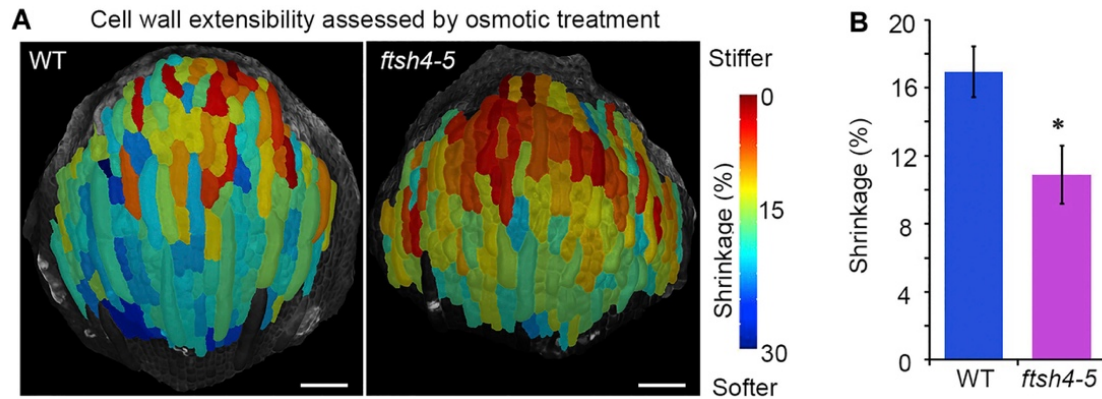 A Cell wall extensibility assessed by osmotic treatment
WT
ftsh4-5
Stiffer
0
15
30
Shrinkage (%)
Softer
B
20
16
12
8
4
0
Shrinkage (%)
*
WT
ftsh4-5